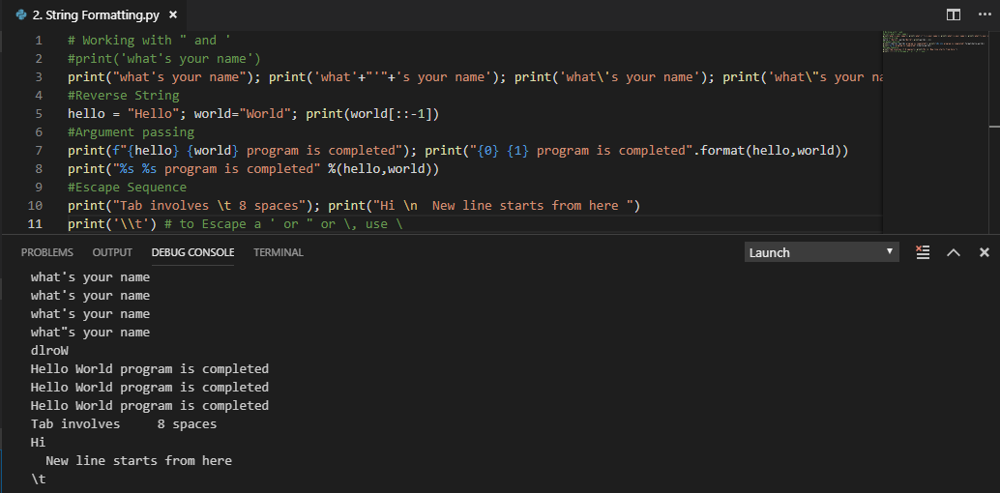 2. String Formatting.py ×
1 # Working with " and '
2 #print('what's your name')
3 print("what's your name"); print('what'+"'"+'s your name'); print('what\'s your name'); print('what\"s your na
4 #Reverse String
5 hello = "Hello"; world="World"; print(world[::-1])
6 #Argument passing
7 print(f"{hello} {world} program is completed"); print("{0} {1} program is completed".format(hello,world))
8 print("%s %s program is completed" %(hello,world))
9 #Escape Sequence
10 print("Tab involves \t 8 spaces"); print("Hi \n  New line starts from here ")
11 print('\\t') # to Escape a ' or " or \, use \
PROBLEMS OUTPUT DEBUG CONSOLE TERMINAL Launch
what's your name
what's your name
what's your name
what"s your name
dlroW
Hello World program is completed
Hello World program is completed
Hello World program is completed
Tab involves     8 spaces
Hi
  New line starts from here
\t